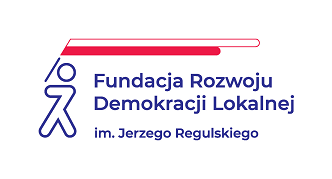 Fundacja Rozwoju
Demokracji Lokalnej
im. Jerzego Regulskiego